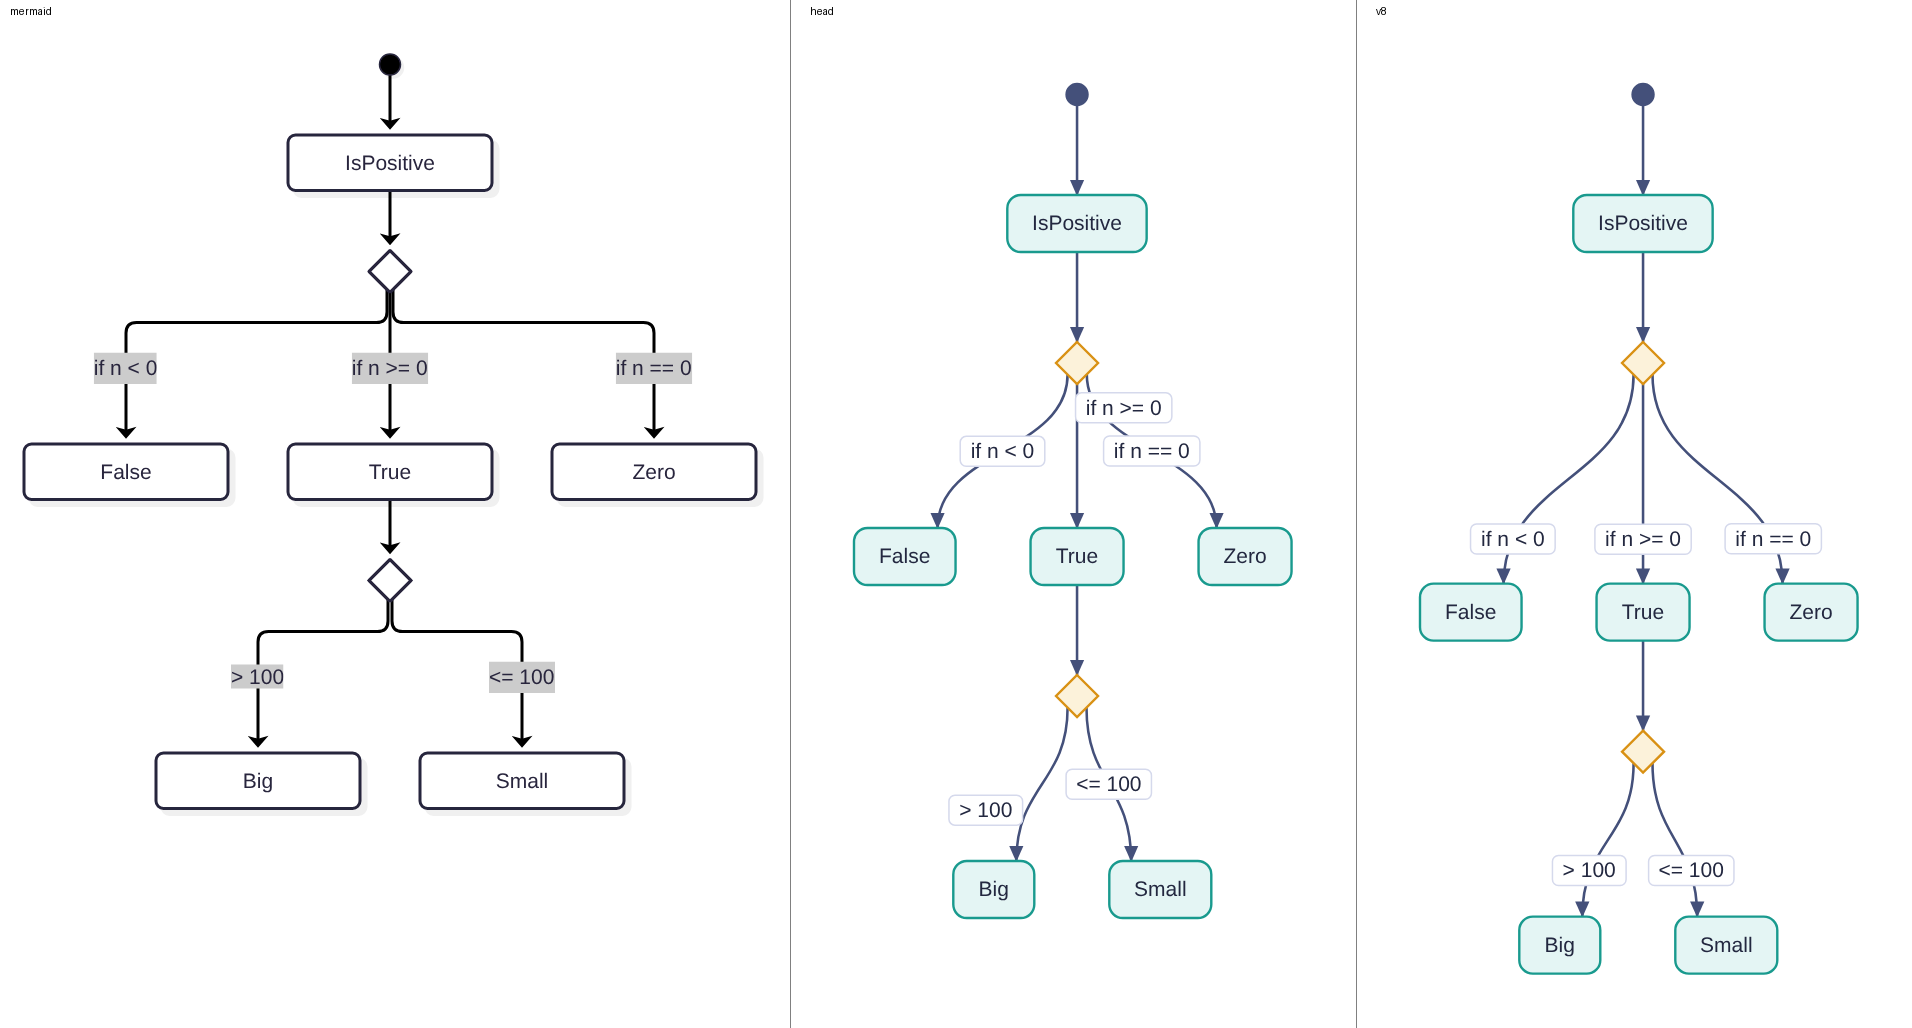 mermaid
IsPositive
if n < 0
if n >= 0
if n == 0
False
True
Zero
> 100
<= 100
Big
Small
head
IsPositive
if n >= 0
if n < 0
if n == 0
False
True
Zero
<= 100
> 100
Big
Small
v8
IsPositive
if n < 0
if n >= 0
if n == 0
False
True
Zero
> 100
<= 100
Big
Small